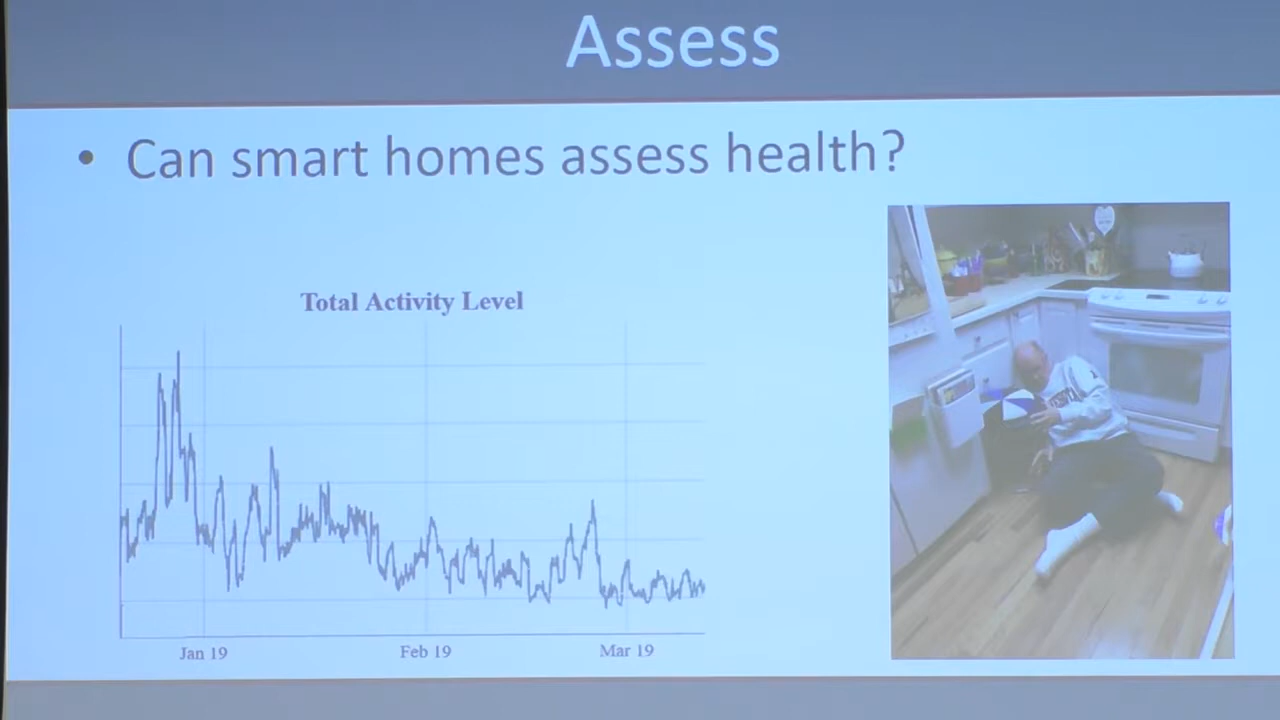 Assess
• Can smart homes assess health?
Total Activity Level
Jan 19
Feb 19
Mar 19